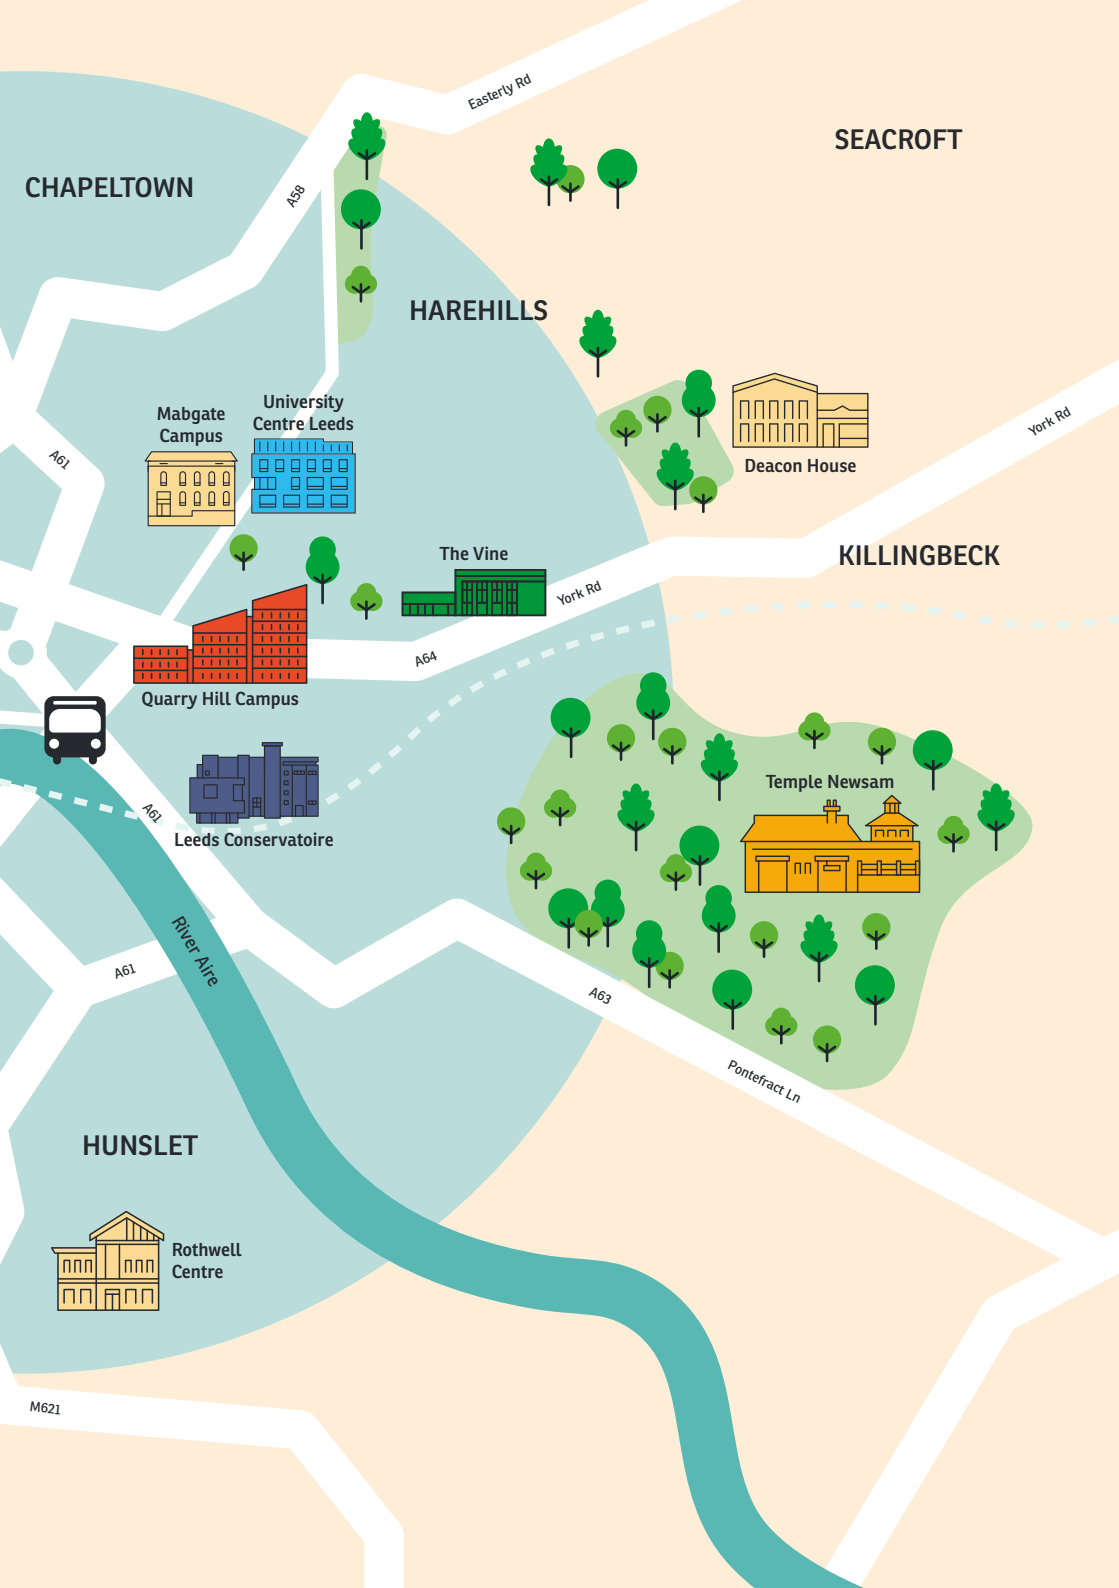 Easterly Rd
SEACROFT
CHAPELTOWN
A58
HAREHILLS
University
Centre Leeds
Mabgate
Campus
A61
York Rd
Deacon House
The Vine
KILLINGBECK
York Rd
A64
Quarry Hill Campus
Temple Newsam
A61
Leeds Conservatoire
River Aire
A61
A63
Pontefract Ln
HUNSLET
Rothwell
Centre
M621